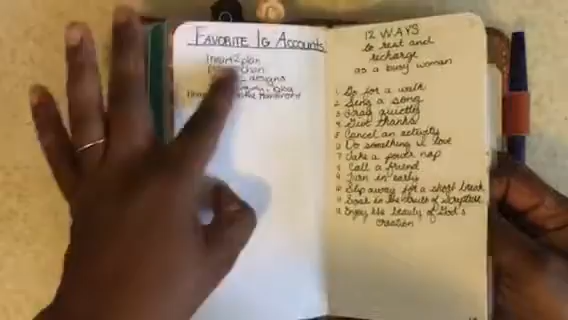 FAVORITE IG ACCOUNTS
Inkart2plan
designs
12 WAYS
to rest and
recharge
as a busy woman
1. Go for a walk
2. Sing a song
3. Pray quietly
4. Give thanks
5. Cancel an activity
6. Do something u love
7. Take a power nap
8. Call a friend
9. Turn in early
10. Slip away for a short break
11. Soak in the truths of scripture
12. Enjoy the beauty of God's
creation